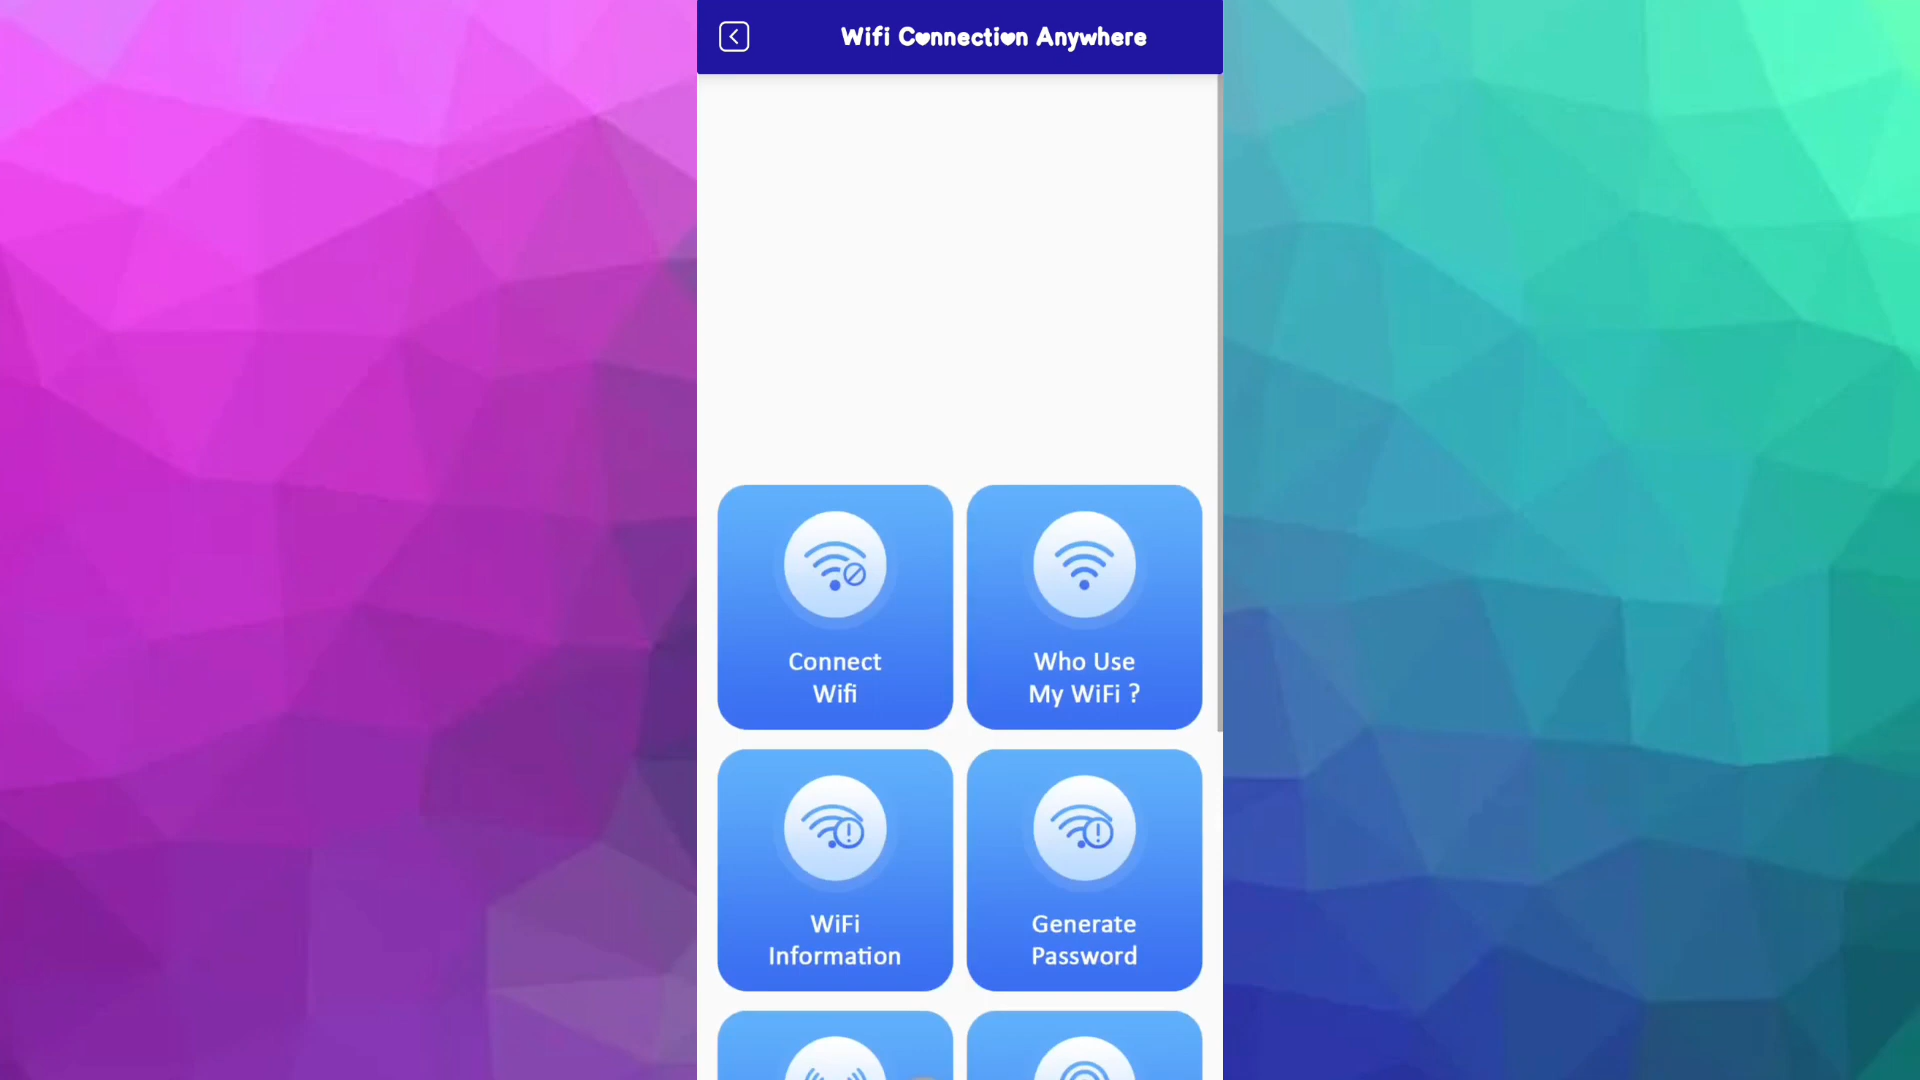 Wifi Connection Anywhere
Connect
Wifi
Who Use
My WiFi ?
WiFi
Information
Generate
Password